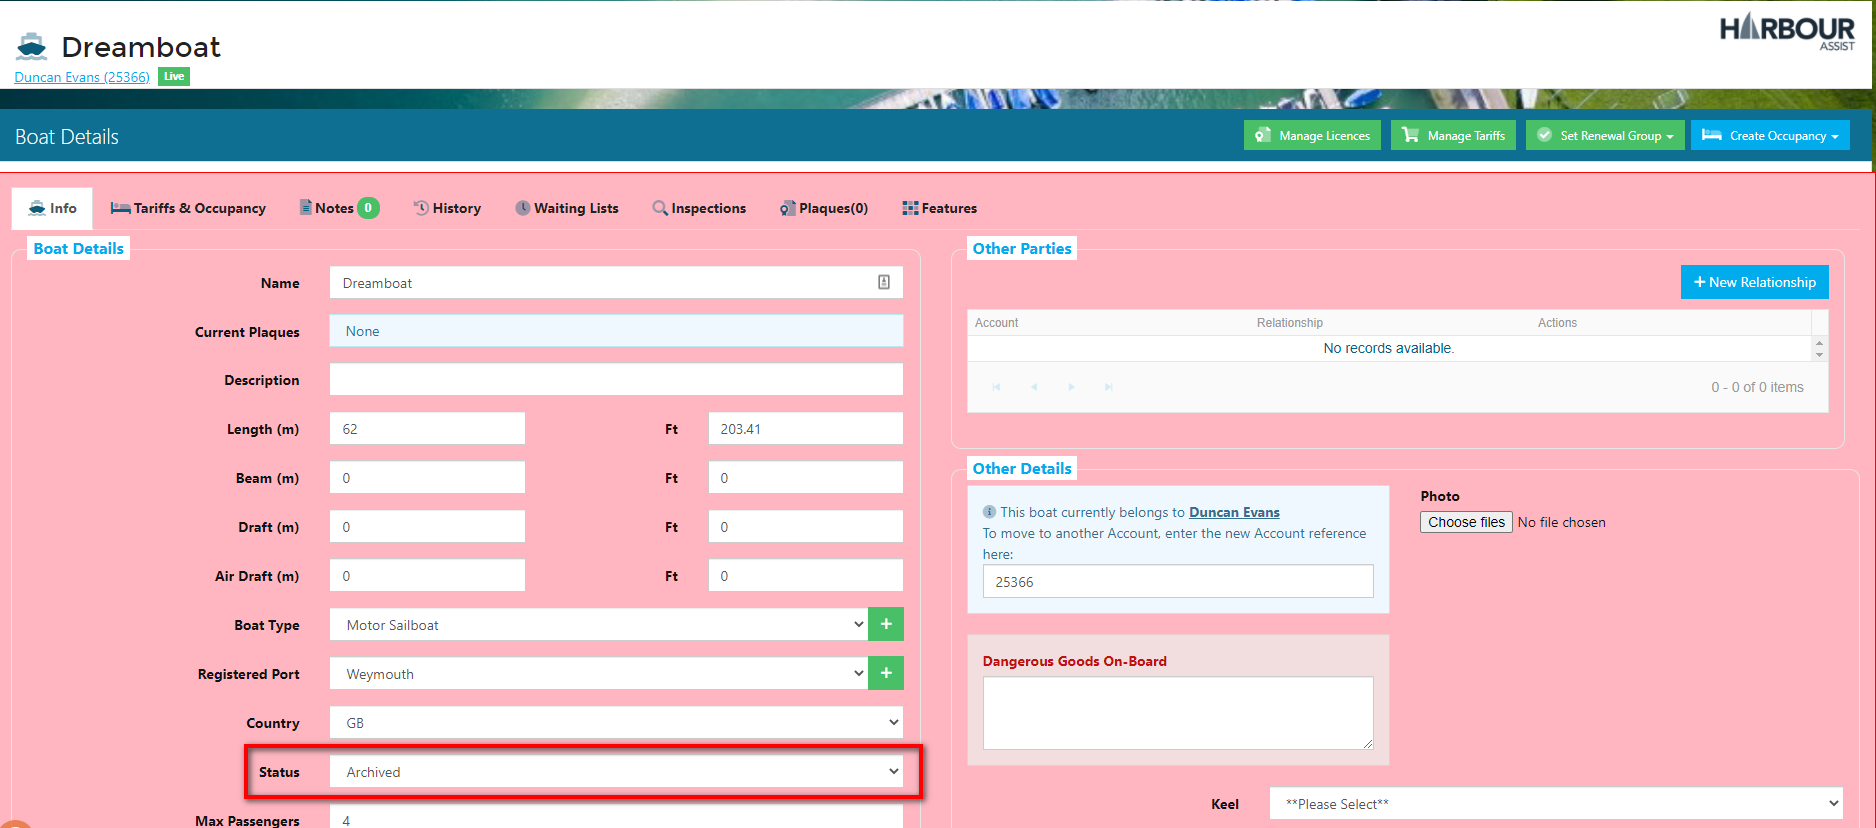 Dreamboat
HARBOUR
ASSIST
Duncan Evans (25366) Live
Boat Details
Manage Licences
Manage Tariffs
Set Renewal Group
Create Occupancy
Info
Tariffs & Occupancy
Notes 0
History
Waiting Lists
Inspections
Plaques(0)
Features
Boat Details
Name Dreamboat
Current Plaques None
Description
Length (m) 62 Ft 203.41
Beam (m) 0 Ft 0
Draft (m) 0 Ft 0
Air Draft (m) 0 Ft 0
Boat Type Motor Sailboat +
Registered Port Weymouth +
Country GB
Status Archived
Max Passengers 4
Other Parties
+ New Relationship
Account Relationship Actions
No records available.
0 - 0 of 0 items
Other Details
This boat currently belongs to Duncan Evans
To move to another Account, enter the new Account reference
here:
25366
Photo
Choose files No file chosen
Dangerous Goods On-Board
Keel **Please Select**